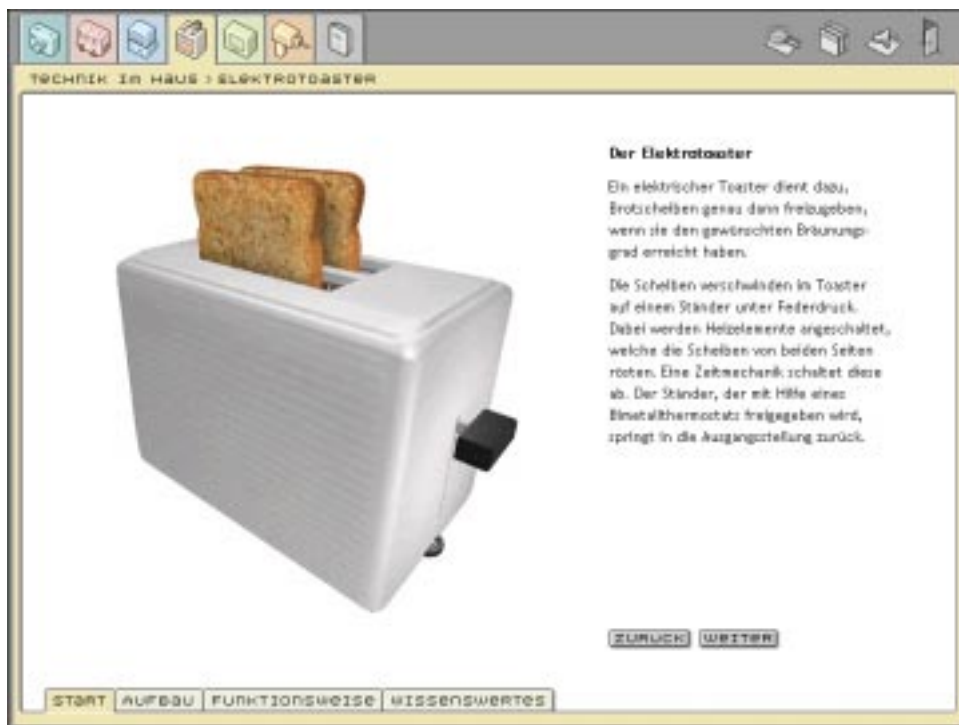 Technik im Haus > Elektrotoaster
Der Elektrotoaster
Ein elektrischer Toaster dient dazu,
Brotscheiben genau dann freizugeben,
wenn sie den gewünschten Bräunungs-
grad erreicht haben.
Die Scheiben verschwinden im Toaster
auf einem Ständer unter Federdruck.
Dabei werden Heizelemente angeschaltet,
welche die Scheiben von beiden Seiten
rösten. Eine Zeitmechanik schaltet diese
ab. Der Ständer, der mit Hilfe eines
Bimetallthermostats freigegeben wird,
springt in die Ausgangsstellung zurück.
ZURÜCK WEITER
START AUFBAU FUNKTIONSWEISE WISSENSWERTES